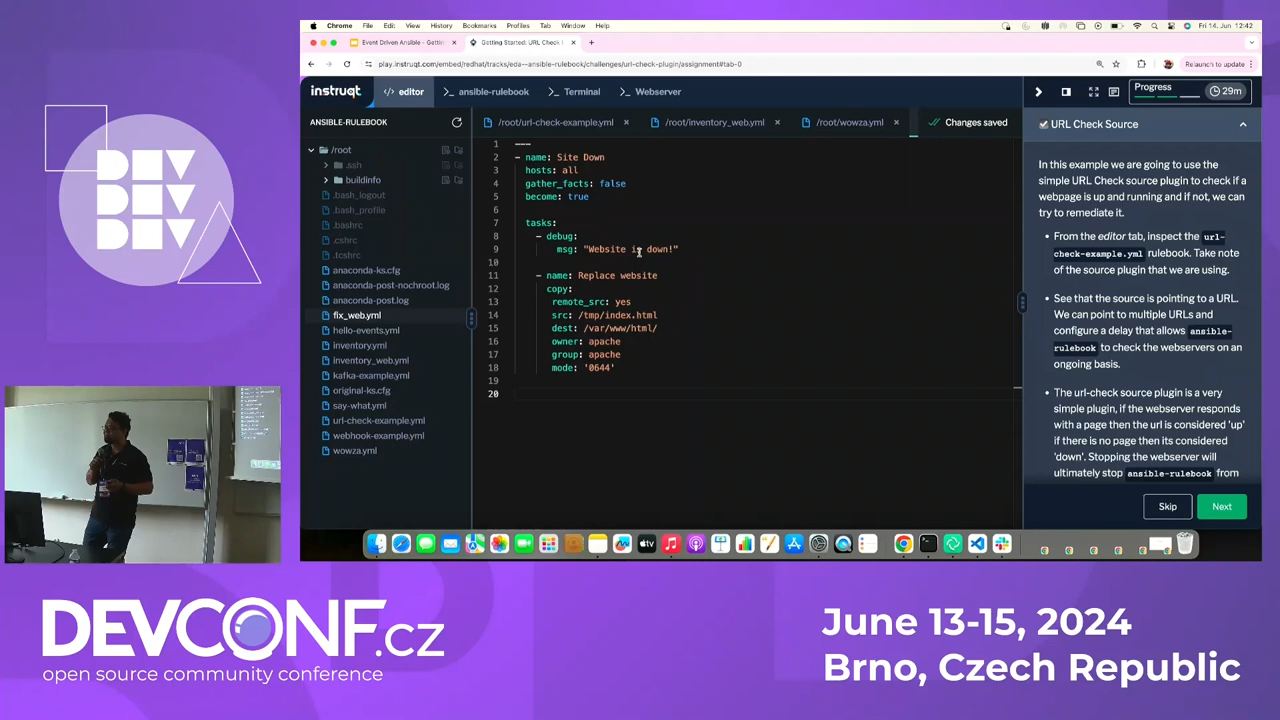 Chrome File Edit View History Bookmarks Profiles Tab Window Help
Fri 14. Jun 12:42
Event Driven Ansible - Gettin
Getting Started: URL Check
play.instruqt.com/embed/redhat/tracks/eda--ansible-rulebook/challenges/url-check-plugin/assignment#tab-0
Relaunch to update
instruqt
</> editor
>_ ansible-rulebook
>_ Terminal
>_ Webserver
Progress
29m
ANSIBLE-RULEBOOK
/root
.ssh
buildinfo
.bash_logout
.bash_profile
.bashrc
.cshrc
.tcshrc
anaconda-ks.cfg
anaconda-post-nochroot.log
anaconda-post.log
fix_web.yml
hello-events.yml
inventory.yml
inventory_web.yml
kafka-example.yml
original-ks.cfg
say-what.yml
url-check-example.yml
webhook-example.yml
wowza.yml
/root/url-check-example.yml
/root/inventory_web.yml
/root/wowza.yml
Changes saved
1 ---
2 - name: Site Down
3 hosts: all
4 gather_facts: false
5 become: true
6
7 tasks:
8 - debug:
9 msg: "Website is down!"
10
11 - name: Replace website
12 copy:
13 remote_src: yes
14 src: /tmp/index.html
15 dest: /var/www/html/
16 owner: apache
17 group: apache
18 mode: '0644'
19
20
URL Check Source
In this example we are going to use the
simple URL Check source plugin to check if a
webpage is up and running and if not, we can
try to remediate it.
From the editor tab, inspect the url-
check-example.yml rulebook. Take note
of the source plugin that we are using.
See that the source is pointing to a URL.
We can point to multiple URLs and
configure a delay that allows ansible-
rulebook to check the webservers on an
ongoing basis.
The url-check source plugin is a very
simple plugin, if the webserver responds
with a page then the url is considered 'up'
if there is no page then its considered
'down'. Stopping the webserver will
ultimately stop ansible-rulebook from
Skip
Next
DEV
DEV
DEV
DEVCONF.cz
open source community conference
June 13-15, 2024
Brno, Czech Republic